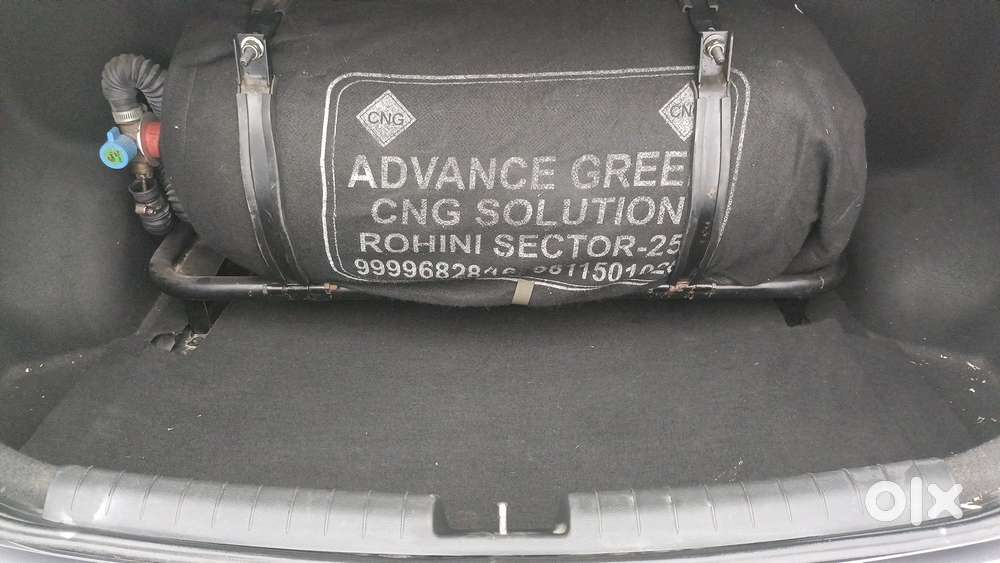 CNG
ADVANCE GREE
CNG SOLUTION
ROHINI SECTOR-25
olx